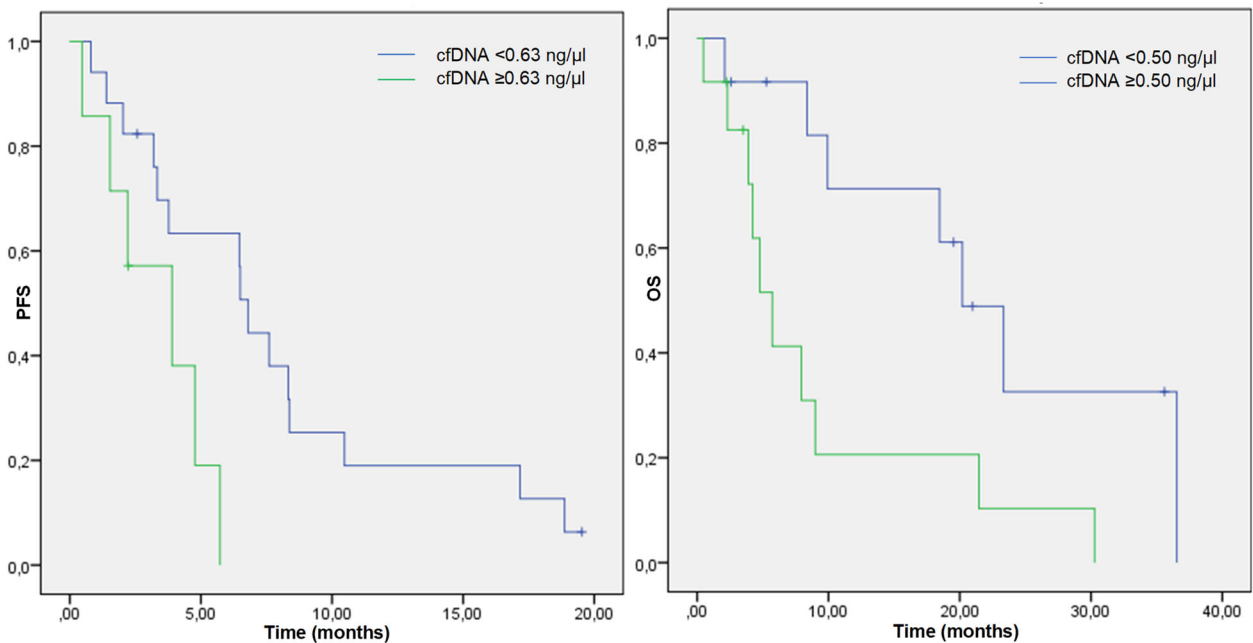 cfDNA <0.63 ng/µl
cfDNA ≥0.63 ng/µl
1,0
0,8
0,6
0,4
0,2
0,0
PFS
,00
5,00
10,00
15,00
20,00
Time (months)
cfDNA <0.50 ng/µl
cfDNA ≥0.50 ng/µl
1,0
0,8
0,6
0,4
0,2
0,0
OS
,00
10,00
20,00
30,00
40,00
Time (months)